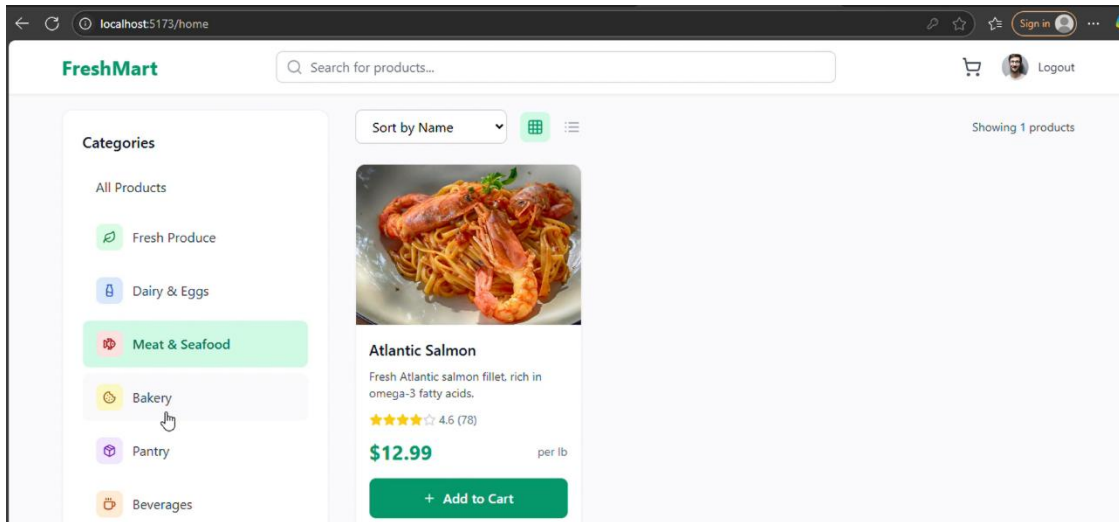 localhost:5173/home
Sign in
FreshMart
Search for products...
Logout
Categories
All Products
Fresh Produce
Dairy & Eggs
Meat & Seafood
Bakery
Pantry
Beverages
Sort by Name
Showing 1 products
Atlantic Salmon
Fresh Atlantic salmon fillet, rich in
omega-3 fatty acids.
4.6 (78)
$12.99 per lb
+ Add to Cart